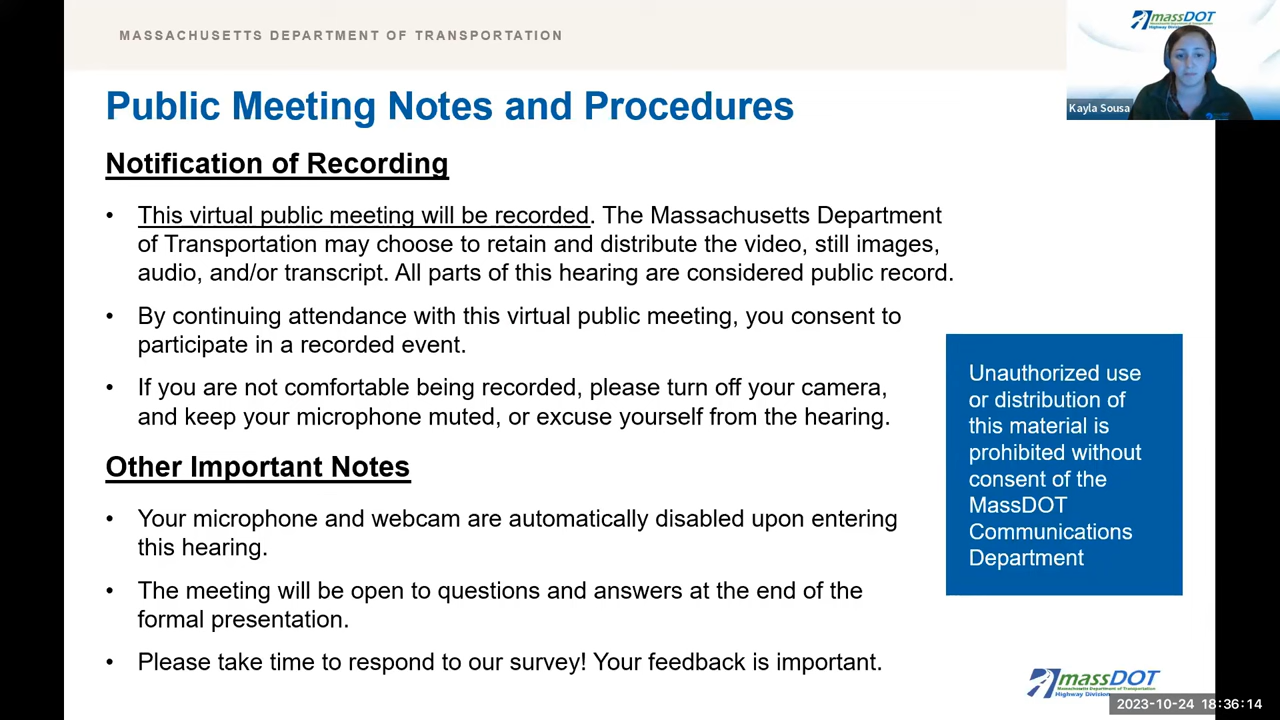 MASSACHUSETTS DEPARTMENT OF TRANSPORTATION
massDOT
Highway Division
Kayla Sousa
Public Meeting Notes and Procedures
Notification of Recording
• This virtual public meeting will be recorded. The Massachusetts Department
of Transportation may choose to retain and distribute the video, still images,
audio, and/or transcript. All parts of this hearing are considered public record.
• By continuing attendance with this virtual public meeting, you consent to
participate in a recorded event.
• If you are not comfortable being recorded, please turn off your camera,
and keep your microphone muted, or excuse yourself from the hearing.
Other Important Notes
• Your microphone and webcam are automatically disabled upon entering
this hearing.
• The meeting will be open to questions and answers at the end of the
formal presentation.
• Please take time to respond to our survey! Your feedback is important.
Unauthorized use
or distribution of
this material is
prohibited without
consent of the
MassDOT
Communications
Department
massDOT
Massachusetts Department of Transportation
Highway Division
2023-10-24 18:36:14